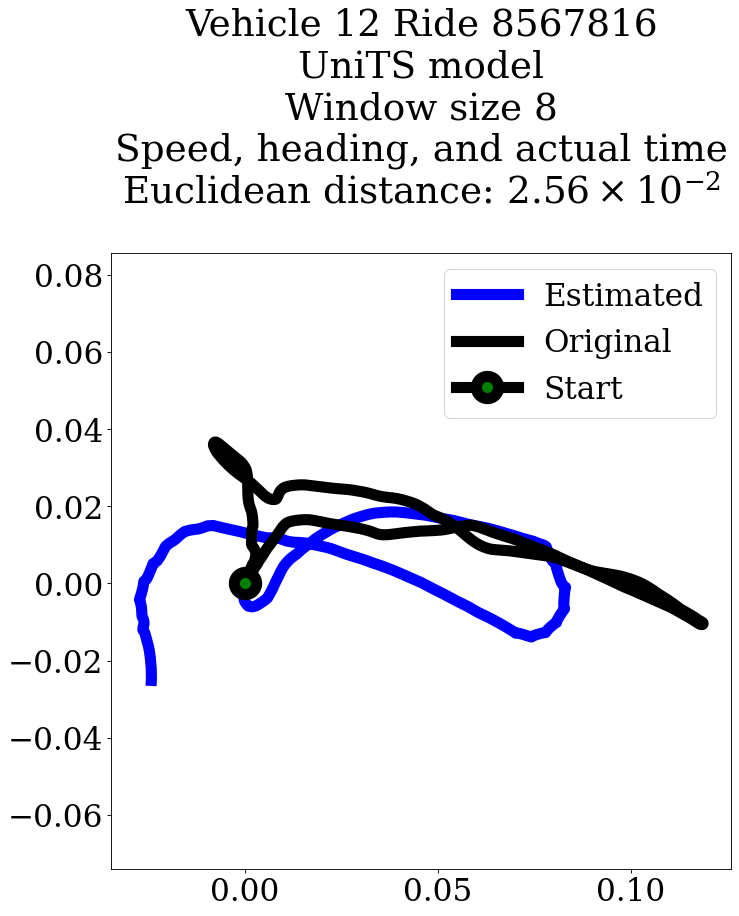 Vehicle 12 Ride 8567816
UniTS model
Window size 8
Speed, heading, and actual time
Euclidean distance: 2.56 × 10⁻²
Estimated
Original
Start
0.08
0.06
0.04
0.02
0.00
−0.02
−0.04
−0.06
0.00 0.05 0.10